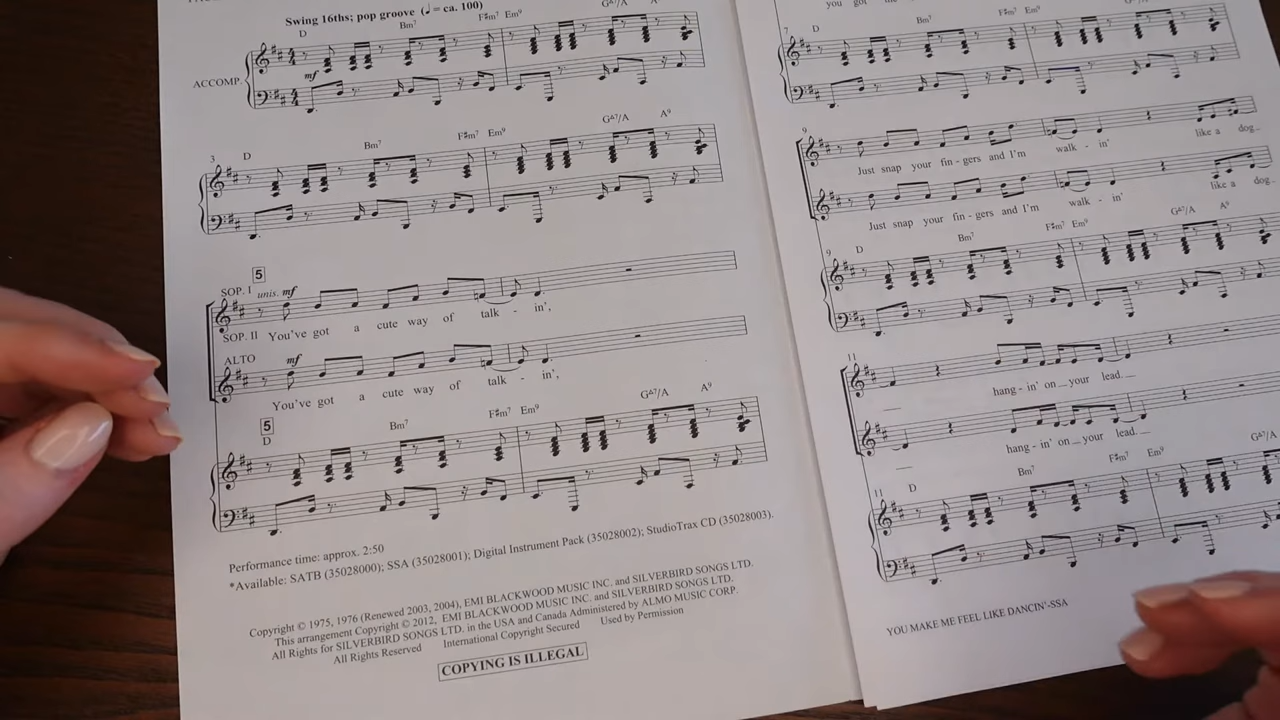 Swing 16ths; pop groove (♩ = ca. 100)
D Bm7 F♯m7 Em9 G△7/A
mf
ACCOMP.
3 D Bm7 F♯m7 Em9 G△7/A A9
5
SOP. I unis. mf
SOP. II You've got a cute way of talk - in',
ALTO mf
You've got a cute way of talk - in',
5
D Bm7 F♯m7 Em9 G△7/A A9
Performance time: approx. 2:50
*Available: SATB (35028000); SSA (35028001); Digital Instrument Pack (35028002); StudioTrax CD (35028003).
Copyright © 1975, 1976 (Renewed 2003, 2004), EMI BLACKWOOD MUSIC INC. and SILVERBIRD SONGS LTD.
This arrangement Copyright © 2012, EMI BLACKWOOD MUSIC INC. and SILVERBIRD SONGS LTD.
All Rights for SILVERBIRD SONGS LTD. in the USA and Canada Administered by ALMO MUSIC CORP.
All Rights Reserved International Copyright Secured Used by Permission
COPYING IS ILLEGAL
you got the
7 D Bm7 F♯m7 Em9
9
Just snap your fin - gers and I'm walk - in' like a dog
Just snap your fin - gers and I'm walk - in' like a dog
9 D Bm7 F♯m7 Em9 G△7/A A9
11
hang - in' on your lead.
hang - in' on your lead.
11 D Bm7 F♯m7 Em9 G△7/A
YOU MAKE ME FEEL LIKE DANCIN'-SSA